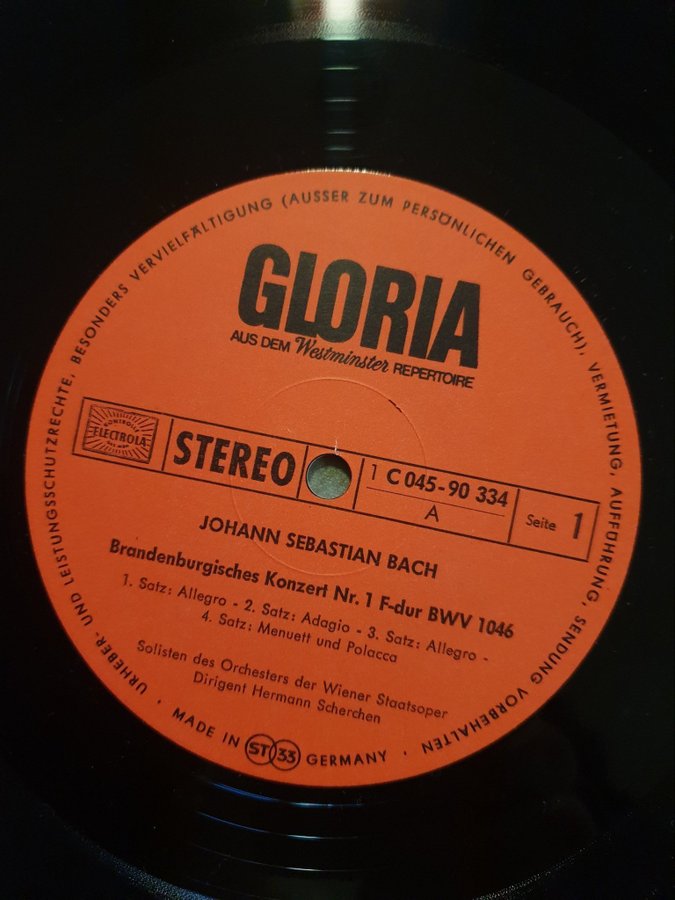 URHEBER- UND LEISTUNGSSCHUTZRECHTE, BESONDERS VERVIELFÄLTIGUNG (AUSSER ZUM PERSÖNLICHEN GEBRAUCH), VERMIETUNG, AUFFÜHRUNG, SENDUNG VORBEHALTEN ·
GLORIA
AUS DEM Westminster REPERTOIRE
ELECTROLA
STEREO
1 C 045-90 334
A
Seite 1
JOHANN SEBASTIAN BACH
Brandenburgisches Konzert Nr. 1 F-dur BWV 1046
1. Satz: Allegro - 2. Satz: Adagio - 3. Satz: Allegro -
4. Satz: Menuett und Polacca
Solisten des Orchesters der Wiener Staatsoper
Dirigent Hermann Scherchen
· MADE IN ST 33 GERMANY ·